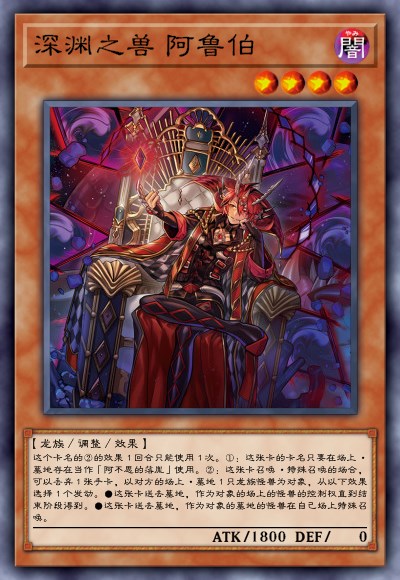 深渊之兽 阿鲁伯
やみ
闇
【龙族／调整／效果】
这个卡名的②的效果1回合只能使用1次。①：这张卡的卡名只要在场上·
墓地存在当作「阿不思的落胤」使用。②：这张卡召唤·特殊召唤的场合，
可以丢弃1张手卡，以对方的场上·墓地1只龙族怪兽为对象，从以下效果
选择1个发动。●这张卡送去墓地，作为对象的场上的怪兽的控制权直到结
束阶段得到。●这张卡送去墓地，作为对象的墓地的怪兽在自己场上特殊召
唤。
ATK/1800 DEF/ 0